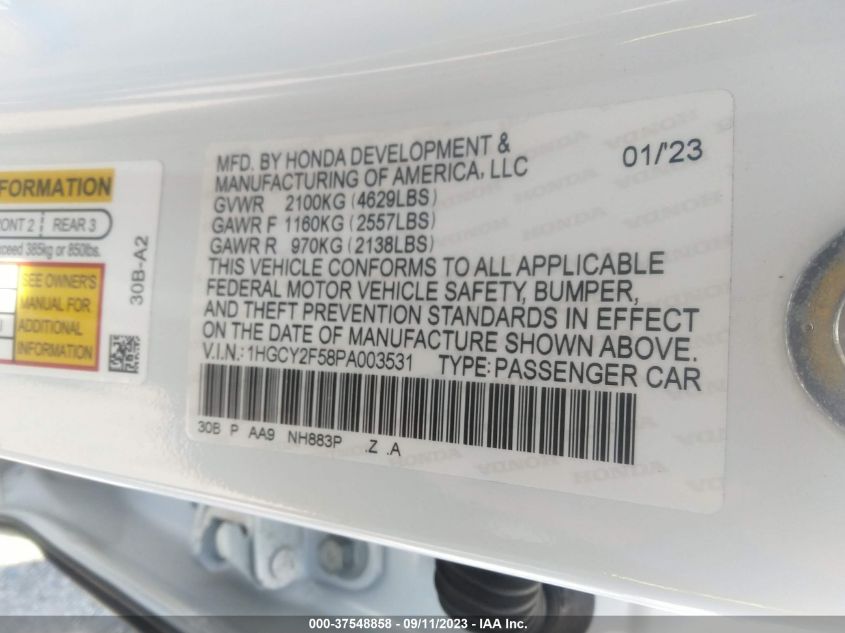 MFD. BY HONDA DEVELOPMENT &
MANUFACTURING OF AMERICA, LLC
01/'23
GVWR 2100KG (4629LBS)
GAWR F 1160KG (2557LBS)
GAWR R 970KG (2138LBS)
THIS VEHICLE CONFORMS TO ALL APPLICABLE
FEDERAL MOTOR VEHICLE SAFETY, BUMPER,
AND THEFT PREVENTION STANDARDS IN EFFECT
ON THE DATE OF MANUFACTURE SHOWN ABOVE.
V.I.N.: 1HGCY2F58PA003531 TYPE: PASSENGER CAR
30B P AA9 NH883P .Z .A
FORMATION
FRONT 2 REAR 3
exceed 385kg or 850lbs.
SEE OWNER'S
MANUAL FOR
ADDITIONAL
INFORMATION
30B-A2
000-37548858 - 09/11/2023 - IAA Inc.